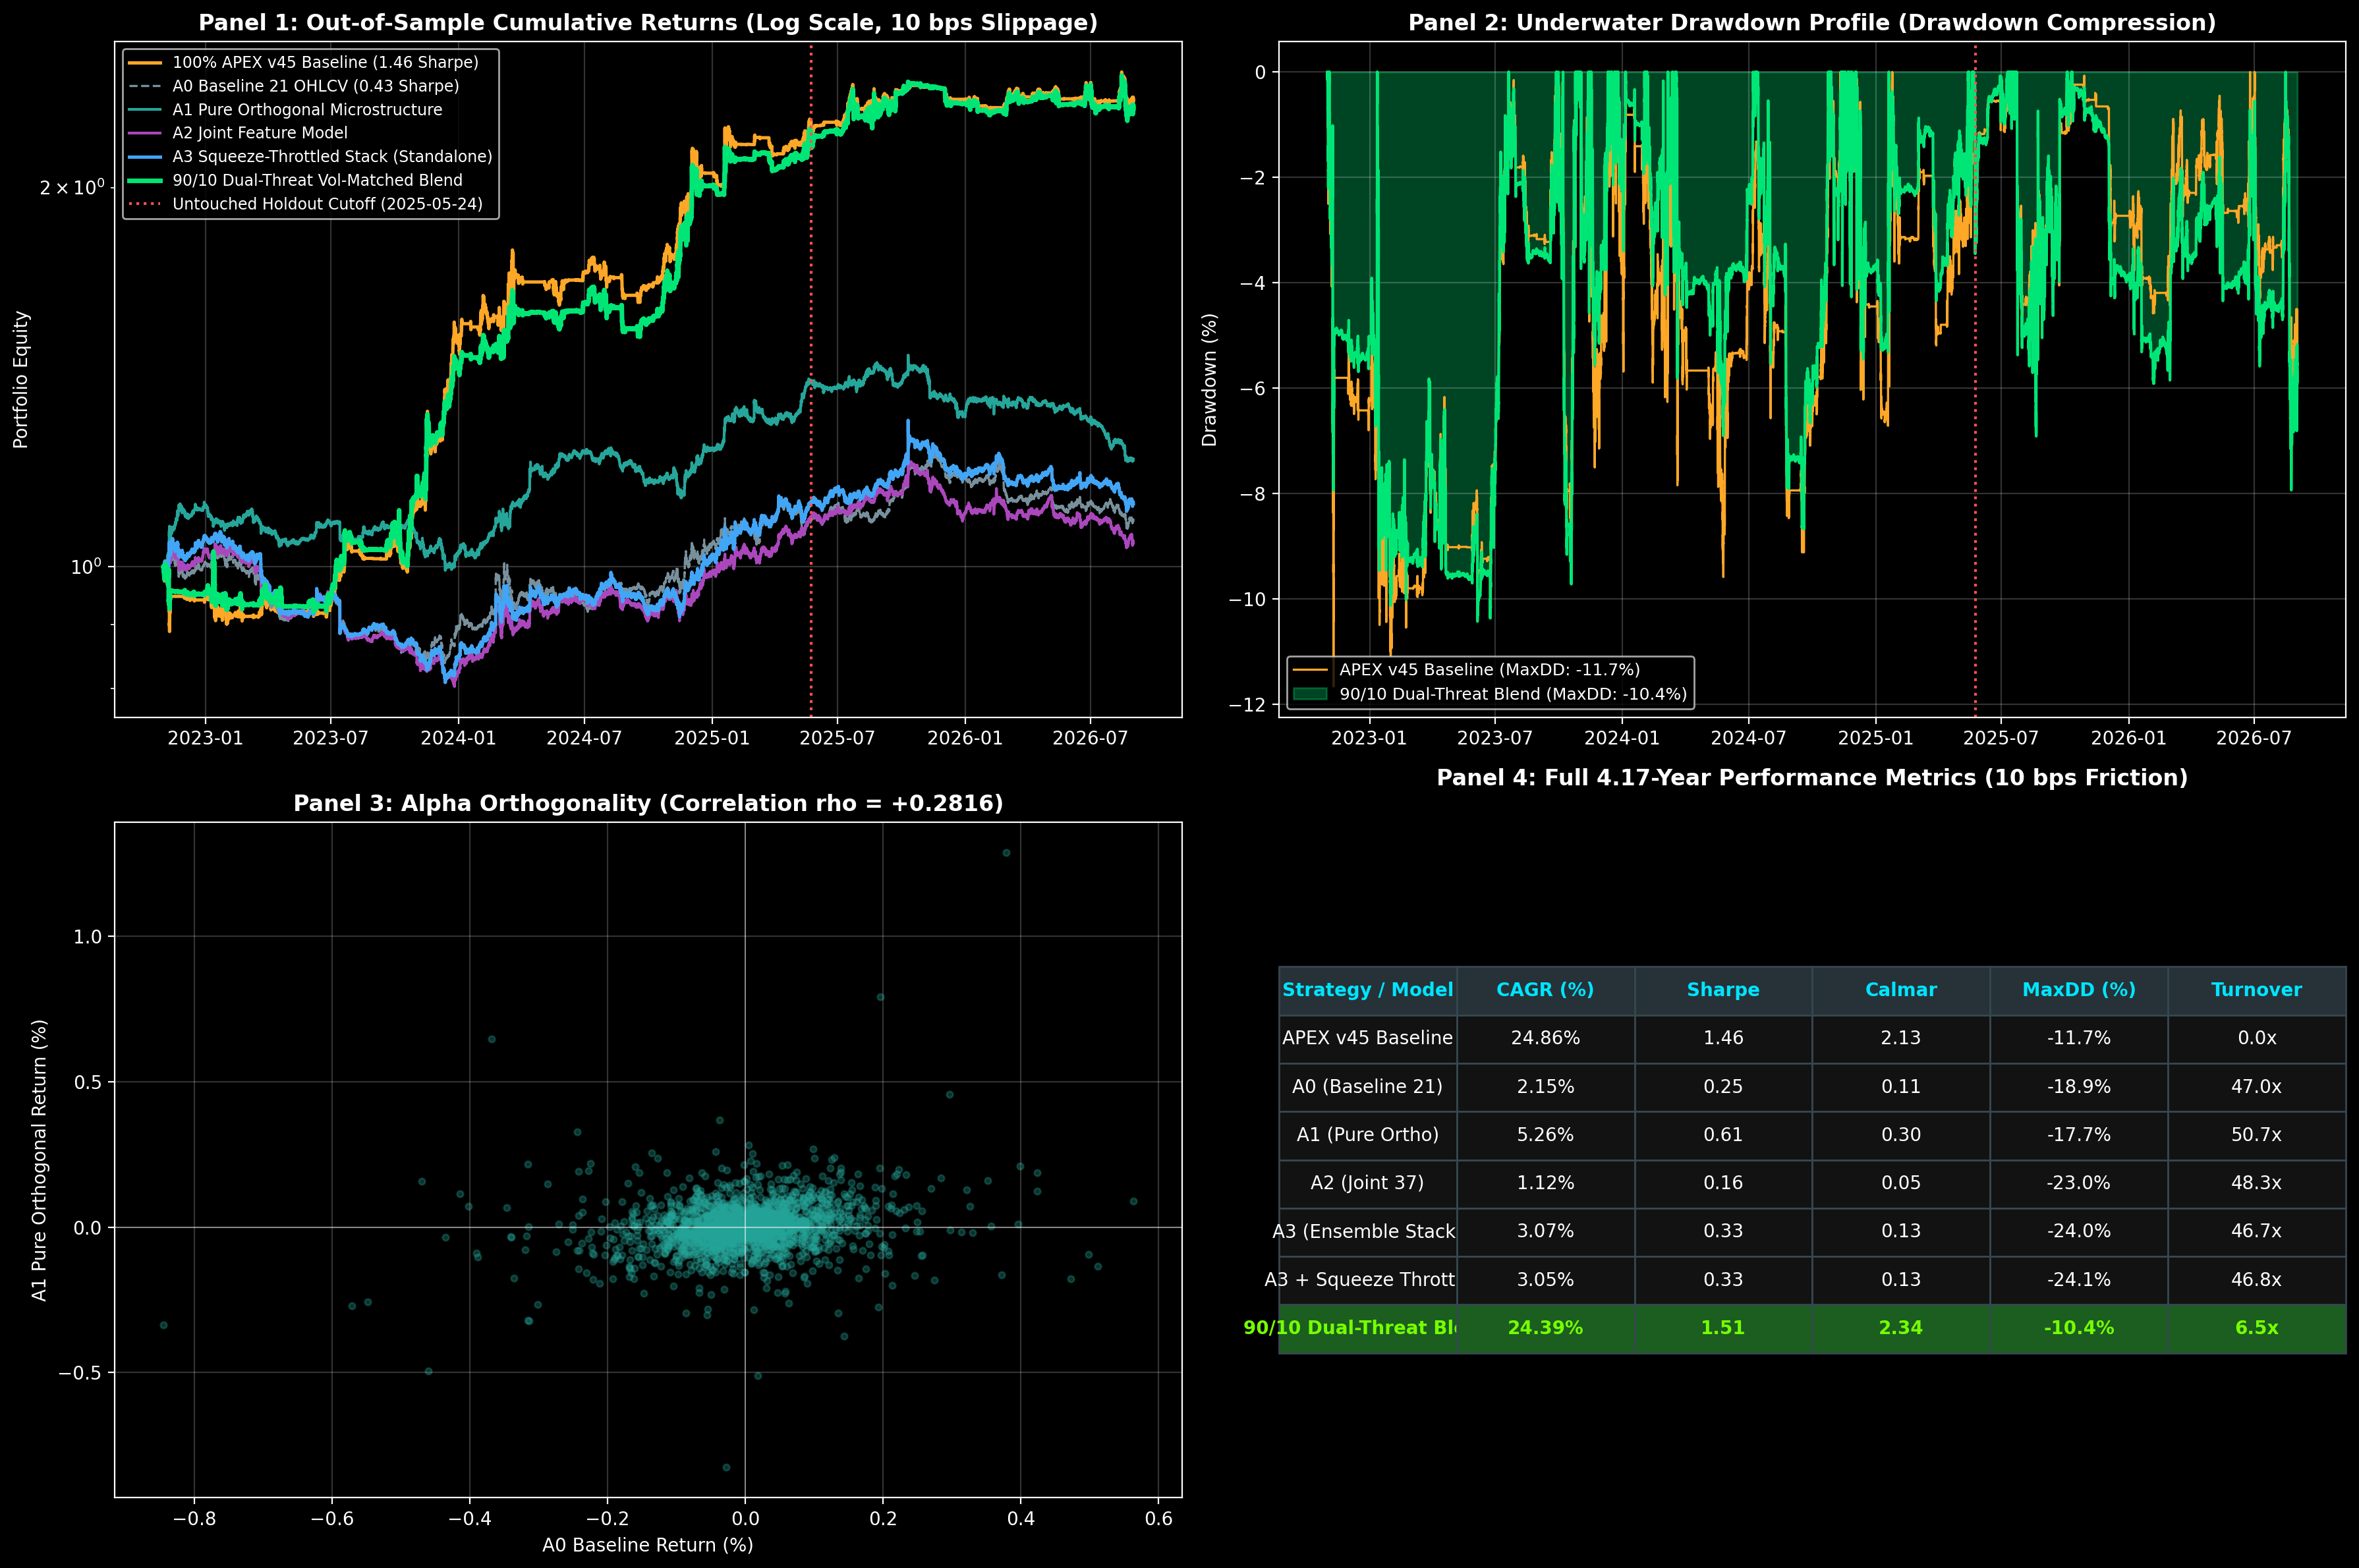 Panel 1: Out-of-Sample Cumulative Returns (Log Scale, 10 bps Slippage)
100% APEX v45 Baseline (1.46 Sharpe)
A0 Baseline 21 OHLCV (0.43 Sharpe)
A1 Pure Orthogonal Microstructure
A2 Joint Feature Model
A3 Squeeze-Throttled Stack (Standalone)
90/10 Dual-Threat Vol-Matched Blend
Untouched Holdout Cutoff (2025-05-24)
Portfolio Equity
2 × 10⁰
10⁰
2023-01 2023-07 2024-01 2024-07 2025-01 2025-07 2026-01 2026-07
Panel 2: Underwater Drawdown Profile (Drawdown Compression)
Drawdown (%)
0
−2
−4
−6
−8
−10
−12
APEX v45 Baseline (MaxDD: -11.7%)
90/10 Dual-Threat Blend (MaxDD: -10.4%)
2023-01 2023-07 2024-01 2024-07 2025-01 2025-07 2026-01 2026-07
Panel 3: Alpha Orthogonality (Correlation rho = +0.2816)
A1 Pure Orthogonal Return (%)
1.0
0.5
0.0
−0.5
−0.8 −0.6 −0.4 −0.2 0.0 0.2 0.4 0.6
A0 Baseline Return (%)
Panel 4: Full 4.17-Year Performance Metrics (10 bps Friction)
Strategy / Model CAGR (%) Sharpe Calmar MaxDD (%) Turnover
APEX v45 Baseline 24.86% 1.46 2.13 -11.7% 0.0x
A0 (Baseline 21) 2.15% 0.25 0.11 -18.9% 47.0x
A1 (Pure Ortho) 5.26% 0.61 0.30 -17.7% 50.7x
A2 (Joint 37) 1.12% 0.16 0.05 -23.0% 48.3x
A3 (Ensemble Stack 3.07% 0.33 0.13 -24.0% 46.7x
A3 + Squeeze Thrott 3.05% 0.33 0.13 -24.1% 46.8x
90/10 Dual-Threat Bl 24.39% 1.51 2.34 -10.4% 6.5x